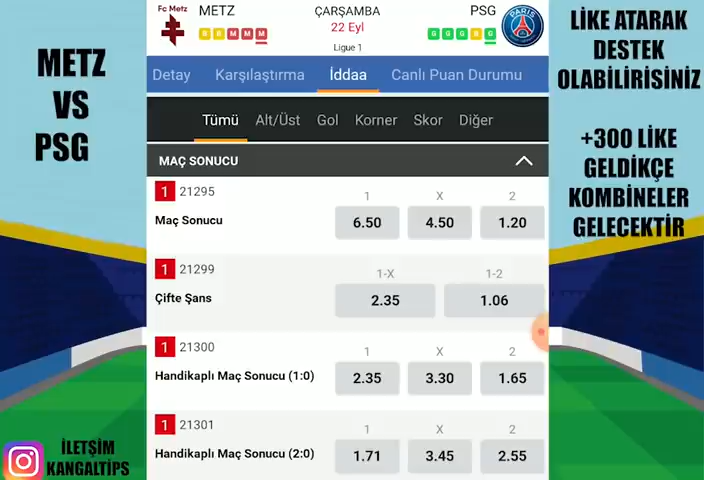 METZ
VS
PSG
Fc Metz
METZ
B B M M M
ÇARŞAMBA
22 Eyl
Ligue 1
PSG
G G G B G
PARIS
LİKE ATARAK
DESTEK
OLABİLİRİSİNİZ
+300 LİKE
GELDİKÇE
KOMBİNELER
GELECEKTİR
Detay Karşılaştırma İddaa Canlı Puan Durumu
Tümü Alt/Üst Gol Korner Skor Diğer
MAÇ SONUCU
1 21295
Maç Sonucu
1 X 2
6.50 4.50 1.20
1 21299
Çifte Şans
1-X 1-2
2.35 1.06
1 21300
Handikaplı Maç Sonucu (1:0)
1 X 2
2.35 3.30 1.65
1 21301
Handikaplı Maç Sonucu (2:0)
1 X 2
1.71 3.45 2.55
İLETŞİM
KANGALTİPS